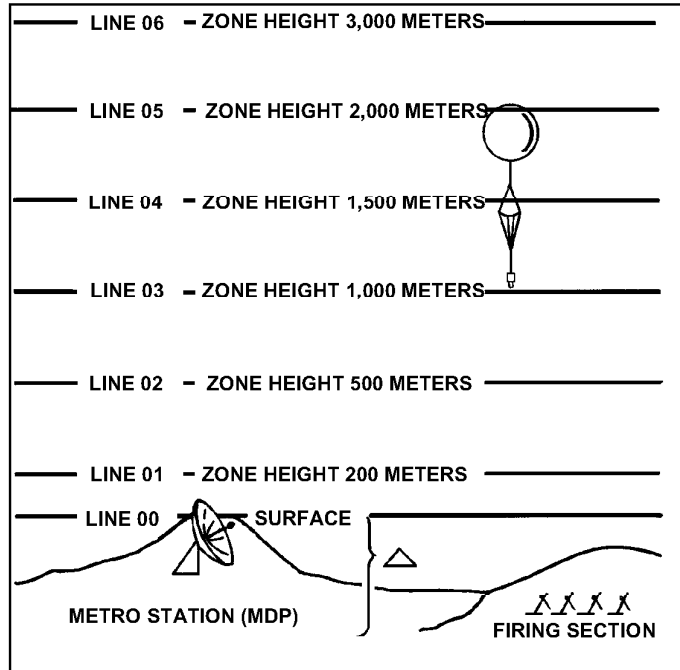 LINE 06 - ZONE HEIGHT 3,000 METERS
LINE 05 - ZONE HEIGHT 2,000 METERS
LINE 04 - ZONE HEIGHT 1,500 METERS
LINE 03 - ZONE HEIGHT 1,000 METERS
LINE 02 - ZONE HEIGHT 500 METERS
LINE 01 - ZONE HEIGHT 200 METERS
LINE 00 - SURFACE
METRO STATION (MDP)
FIRING SECTION